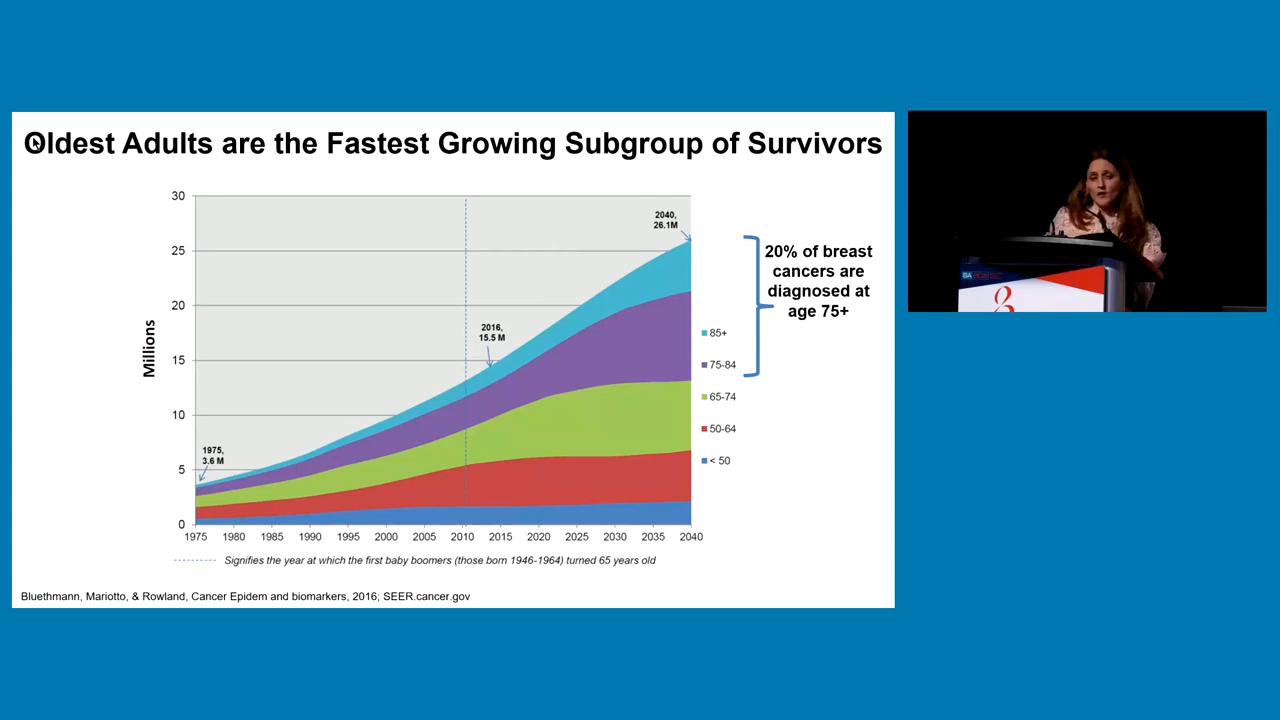 Oldest Adults are the Fastest Growing Subgroup of Survivors
Millions
30
25
20
15
10
5
0
1975,
3.6 M
2016,
15.5 M
2040,
26.1M
1975 1980 1985 1990 1995 2000 2005 2010 2015 2020 2025 2030 2035 2040
85+
75-84
65-74
50-64
< 50
20% of breast
cancers are
diagnosed at
age 75+
Signifies the year at which the first baby boomers (those born 1946-1964) turned 65 years old
Bluethmann, Mariotto, & Rowland, Cancer Epidem and biomarkers, 2016; SEER.cancer.gov